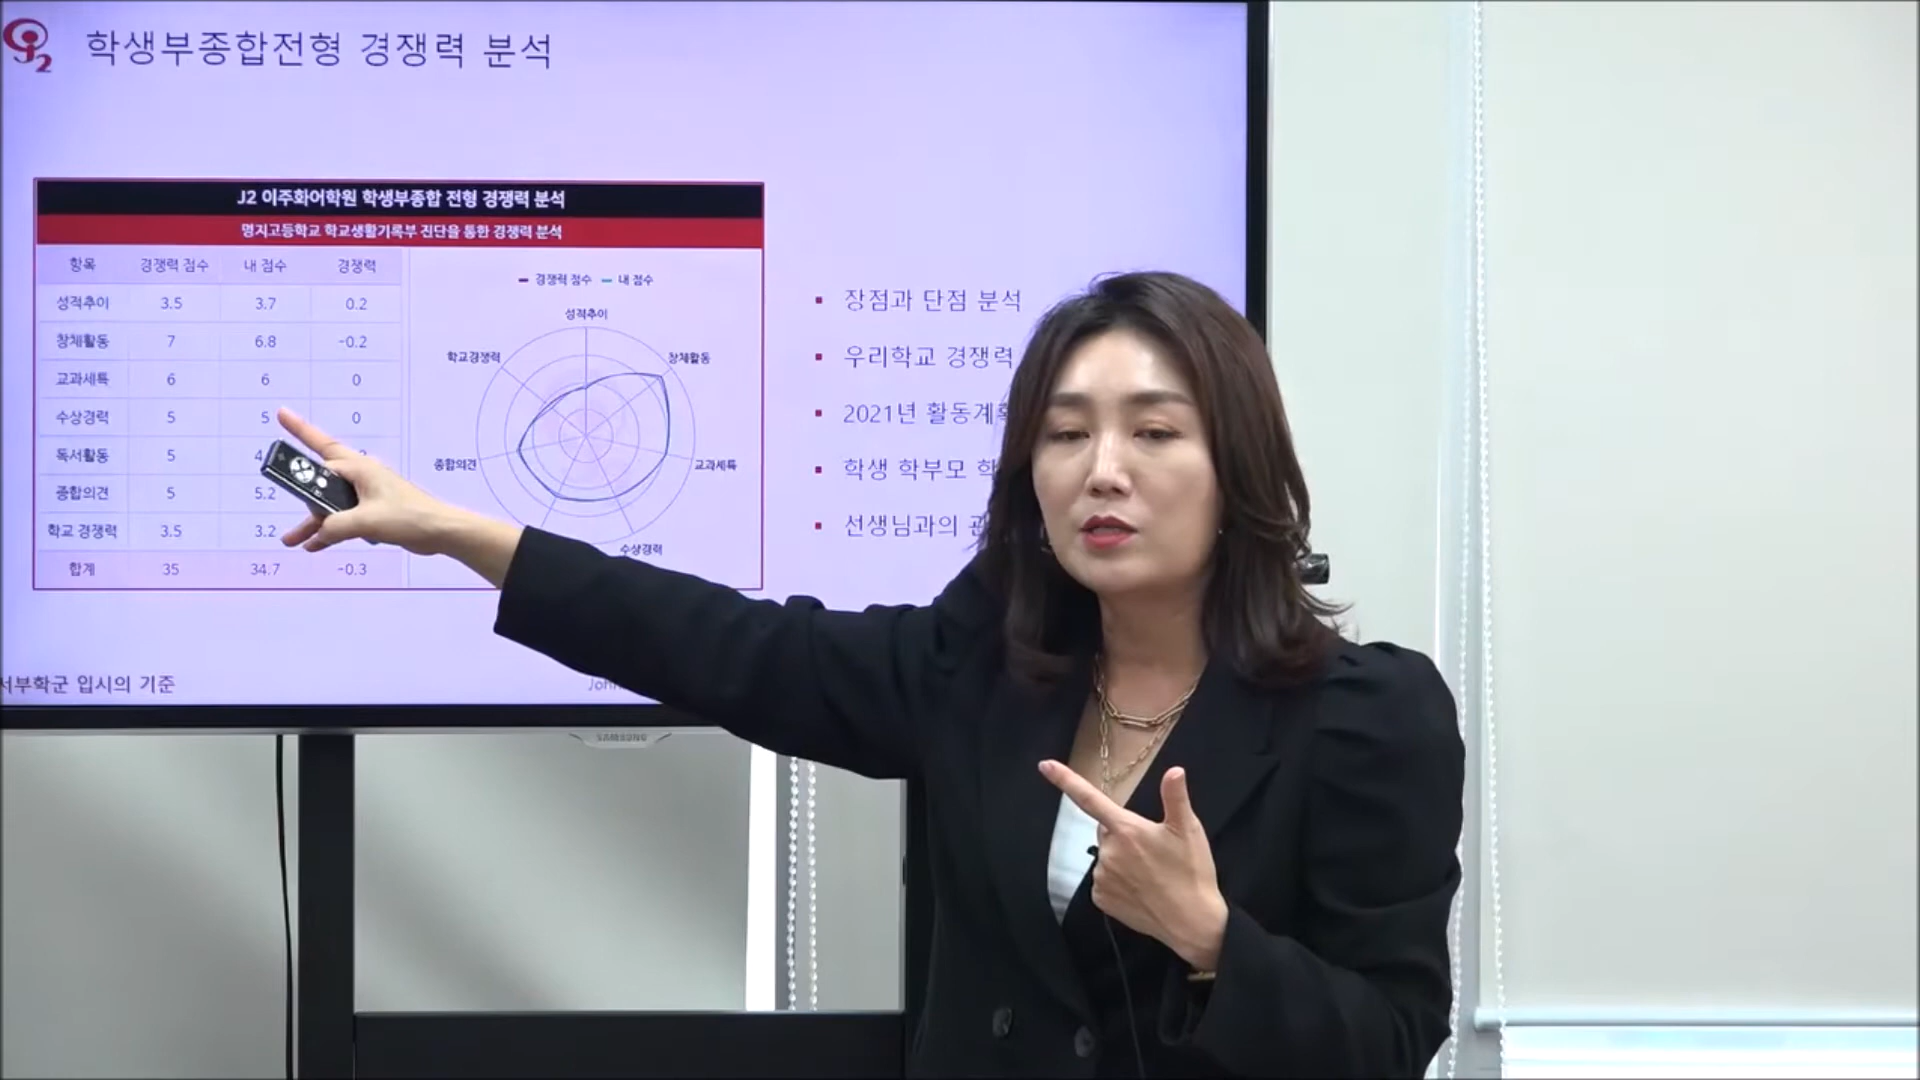 J2
학생부종합전형 경쟁력 분석
J2 이주화어학원 학생부종합 전형 경쟁력 분석
명지고등학교 학교생활기록부 진단을 통한 경쟁력 분석
항목 경쟁력 점수 내 점수 경쟁력
성적추이 3.5 3.7 0.2
창체활동 7 6.8 -0.2
교과세특 6 6 0
수상경력 5 5 0
독서활동 5
종합의견 5 5.2
학교 경쟁력 3.5 3.2
합계 35 34.7 -0.3
경쟁력 점수 내 점수
성적추이
창체활동
교과세특
수상경력
종합의견
학교경쟁력
장점과 단점 분석
우리학교 경쟁력
2021년
학생 학부모
선생님과의
서부학군 입시의 기준
SAMSUNG